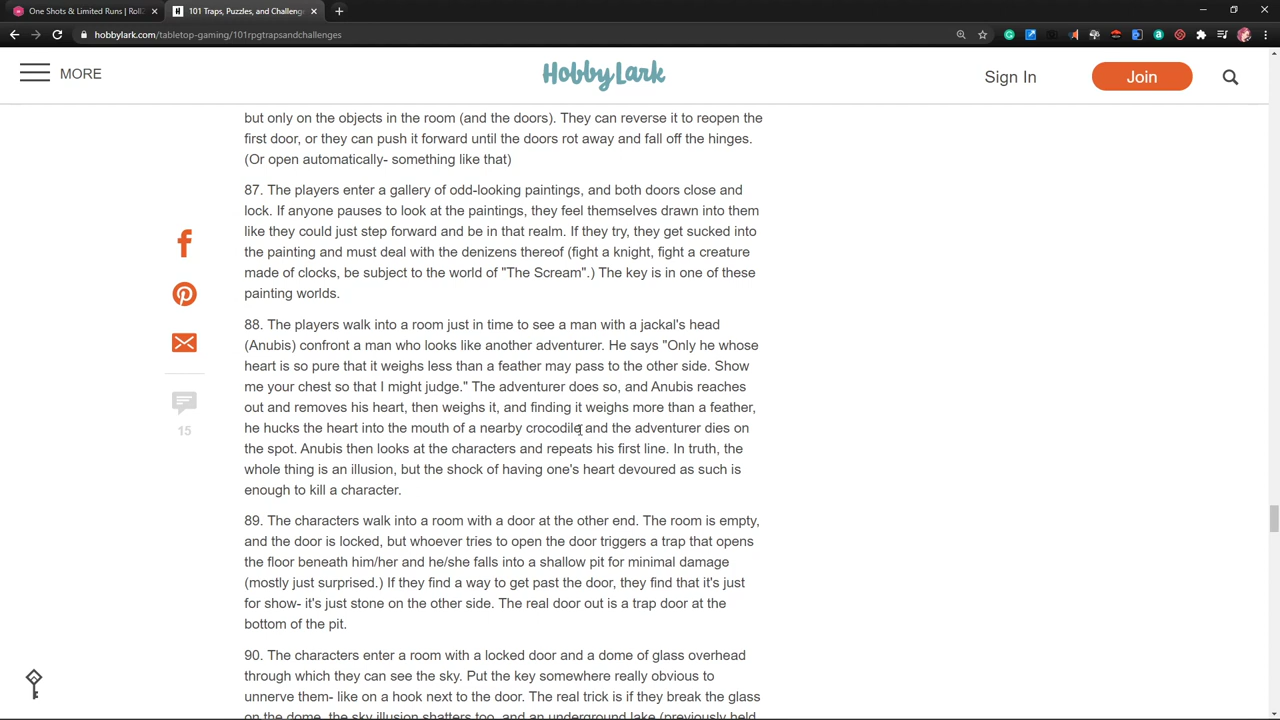 One Shots & Limited Runs | Roll2
101 Traps, Puzzles, and Challeng
hobbylark.com/tabletop-gaming/101rpgtrapsandchallenges
MORE
HobbyLark
Sign In
Join
but only on the objects in the room (and the doors). They can reverse it to reopen the
first door, or they can push it forward until the doors rot away and fall off the hinges.
(Or open automatically- something like that)
87. The players enter a gallery of odd-looking paintings, and both doors close and
lock. If anyone pauses to look at the paintings, they feel themselves drawn into them
like they could just step forward and be in that realm. If they try, they get sucked into
the painting and must deal with the denizens thereof (fight a knight, fight a creature
made of clocks, be subject to the world of "The Scream".) The key is in one of these
painting worlds.
88. The players walk into a room just in time to see a man with a jackal's head
(Anubis) confront a man who looks like another adventurer. He says "Only he whose
heart is so pure that it weighs less than a feather may pass to the other side. Show
me your chest so that I might judge." The adventurer does so, and Anubis reaches
out and removes his heart, then weighs it, and finding it weighs more than a feather,
he hucks the heart into the mouth of a nearby crocodile and the adventurer dies on
the spot. Anubis then looks at the characters and repeats his first line. In truth, the
whole thing is an illusion, but the shock of having one's heart devoured as such is
enough to kill a character.
15
89. The characters walk into a room with a door at the other end. The room is empty,
and the door is locked, but whoever tries to open the door triggers a trap that opens
the floor beneath him/her and he/she falls into a shallow pit for minimal damage
(mostly just surprised.) If they find a way to get past the door, they find that it's just
for show- it's just stone on the other side. The real door out is a trap door at the
bottom of the pit.
90. The characters enter a room with a locked door and a dome of glass overhead
through which they can see the sky. Put the key somewhere really obvious to
unnerve them- like on a hook next to the door. The real trick is if they break the glass
on the dome, the sky illusion shatters too, and an underground lake (previously held